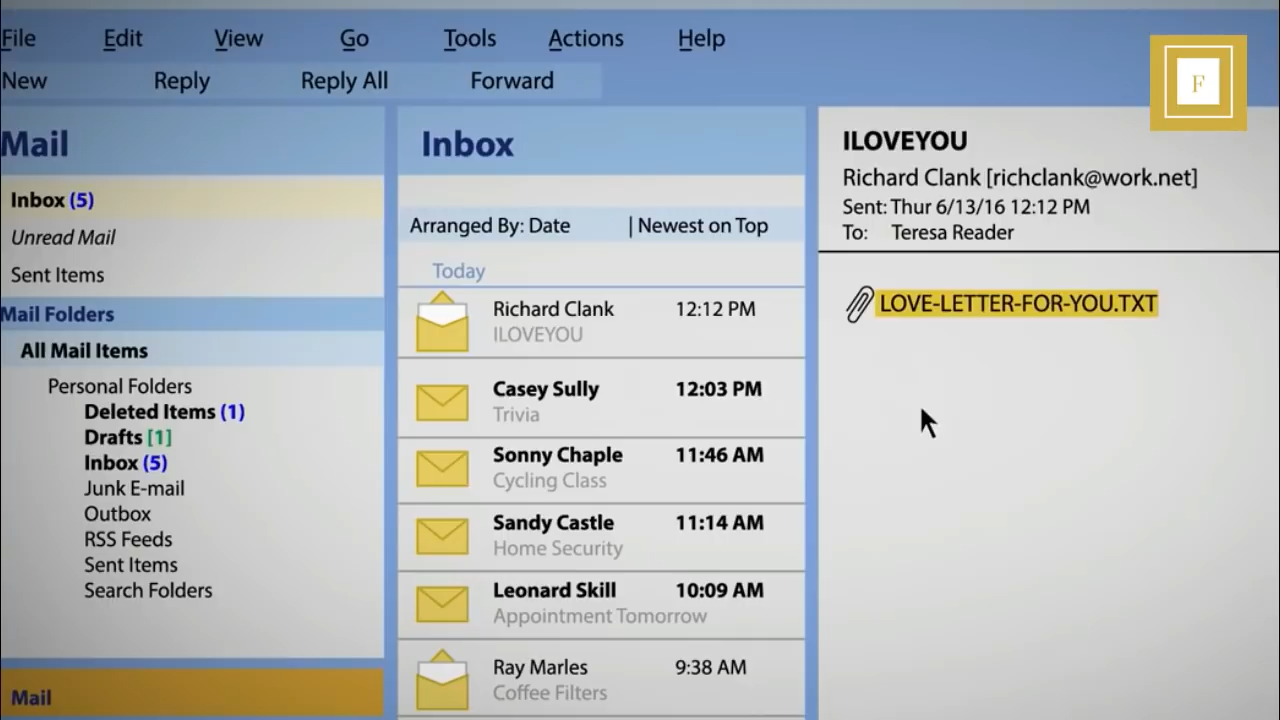 File Edit View Go Tools Actions Help
New Reply Reply All Forward
F
Mail
Inbox (5)
Unread Mail
Sent Items
Mail Folders
All Mail Items
Personal Folders
Deleted Items (1)
Drafts [1]
Inbox (5)
Junk E-mail
Outbox
RSS Feeds
Sent Items
Search Folders
Mail
Inbox
Arranged By: Date | Newest on Top
Today
Richard Clank 12:12 PM
ILOVEYOU
Casey Sully 12:03 PM
Trivia
Sonny Chaple 11:46 AM
Cycling Class
Sandy Castle 11:14 AM
Home Security
Leonard Skill 10:09 AM
Appointment Tomorrow
Ray Marles 9:38 AM
Coffee Filters
ILOVEYOU
Richard Clank [richclank@work.net]
Sent: Thur 6/13/16 12:12 PM
To: Teresa Reader
LOVE-LETTER-FOR-YOU.TXT